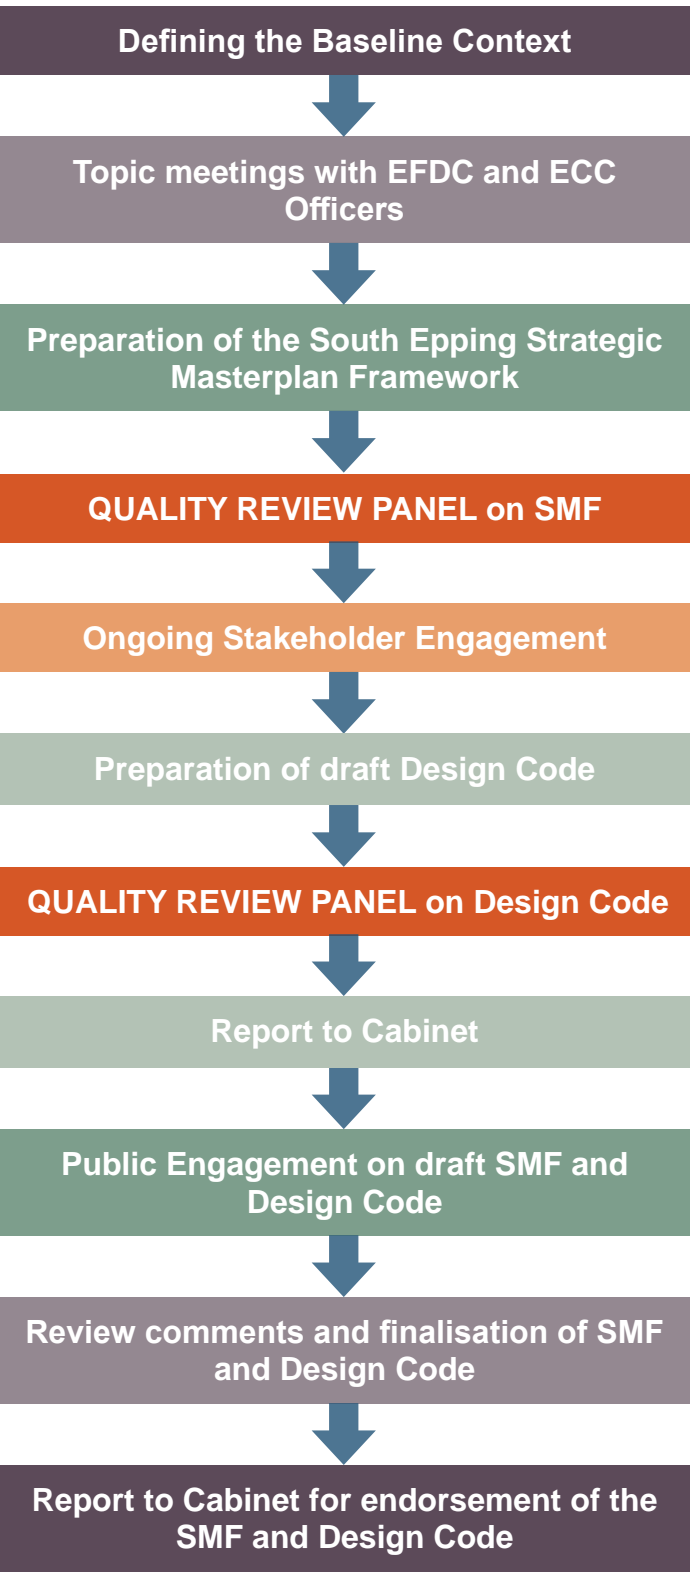 Defining the Baseline Context
Topic meetings with EFDC and ECC
Officers
Preparation of the South Epping Strategic
Masterplan Framework
QUALITY REVIEW PANEL on SMF
Ongoing Stakeholder Engagement
Preparation of draft Design Code
QUALITY REVIEW PANEL on Design Code
Report to Cabinet
Public Engagement on draft SMF and
Design Code
Review comments and finalisation of SMF
and Design Code
Report to Cabinet for endorsement of the
SMF and Design Code